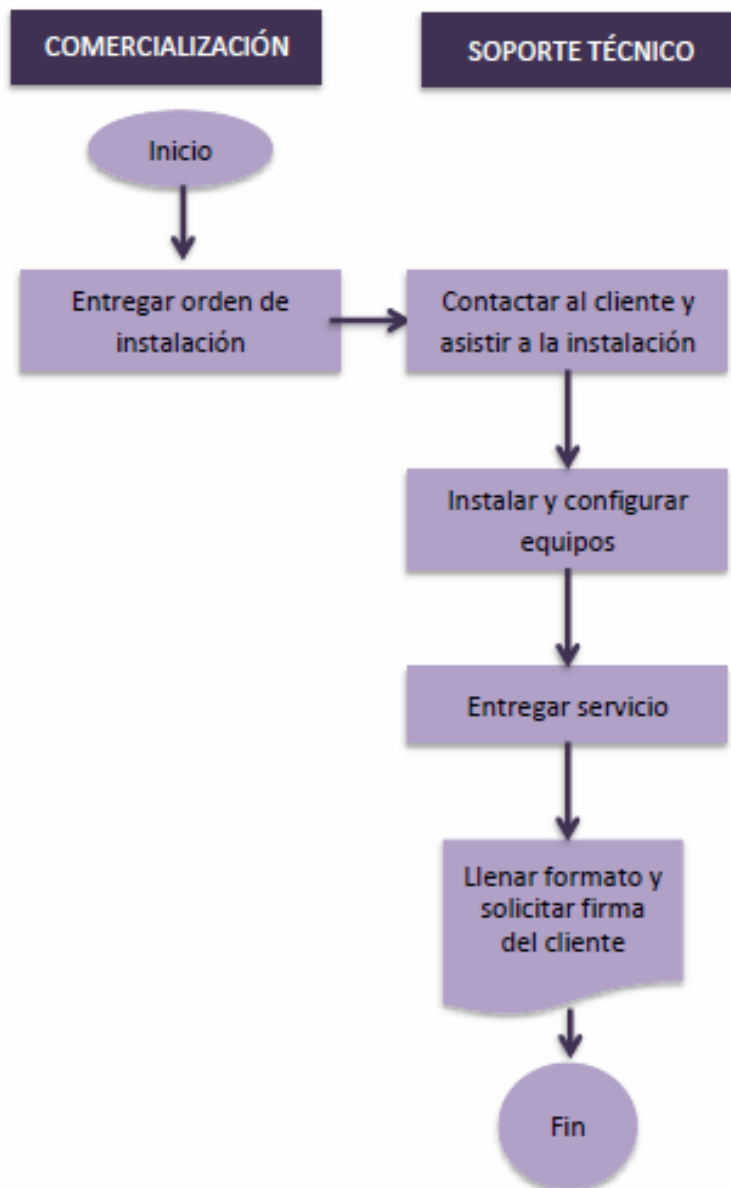 COMERCIALIZACIÓN
SOPORTE TÉCNICO
Inicio
Entregar orden de
instalación
Contactar al cliente y
asistir a la instalación
Instalar y configurar
equipos
Entregar servicio
Llenar formato y
solicitar firma
del cliente
Fin